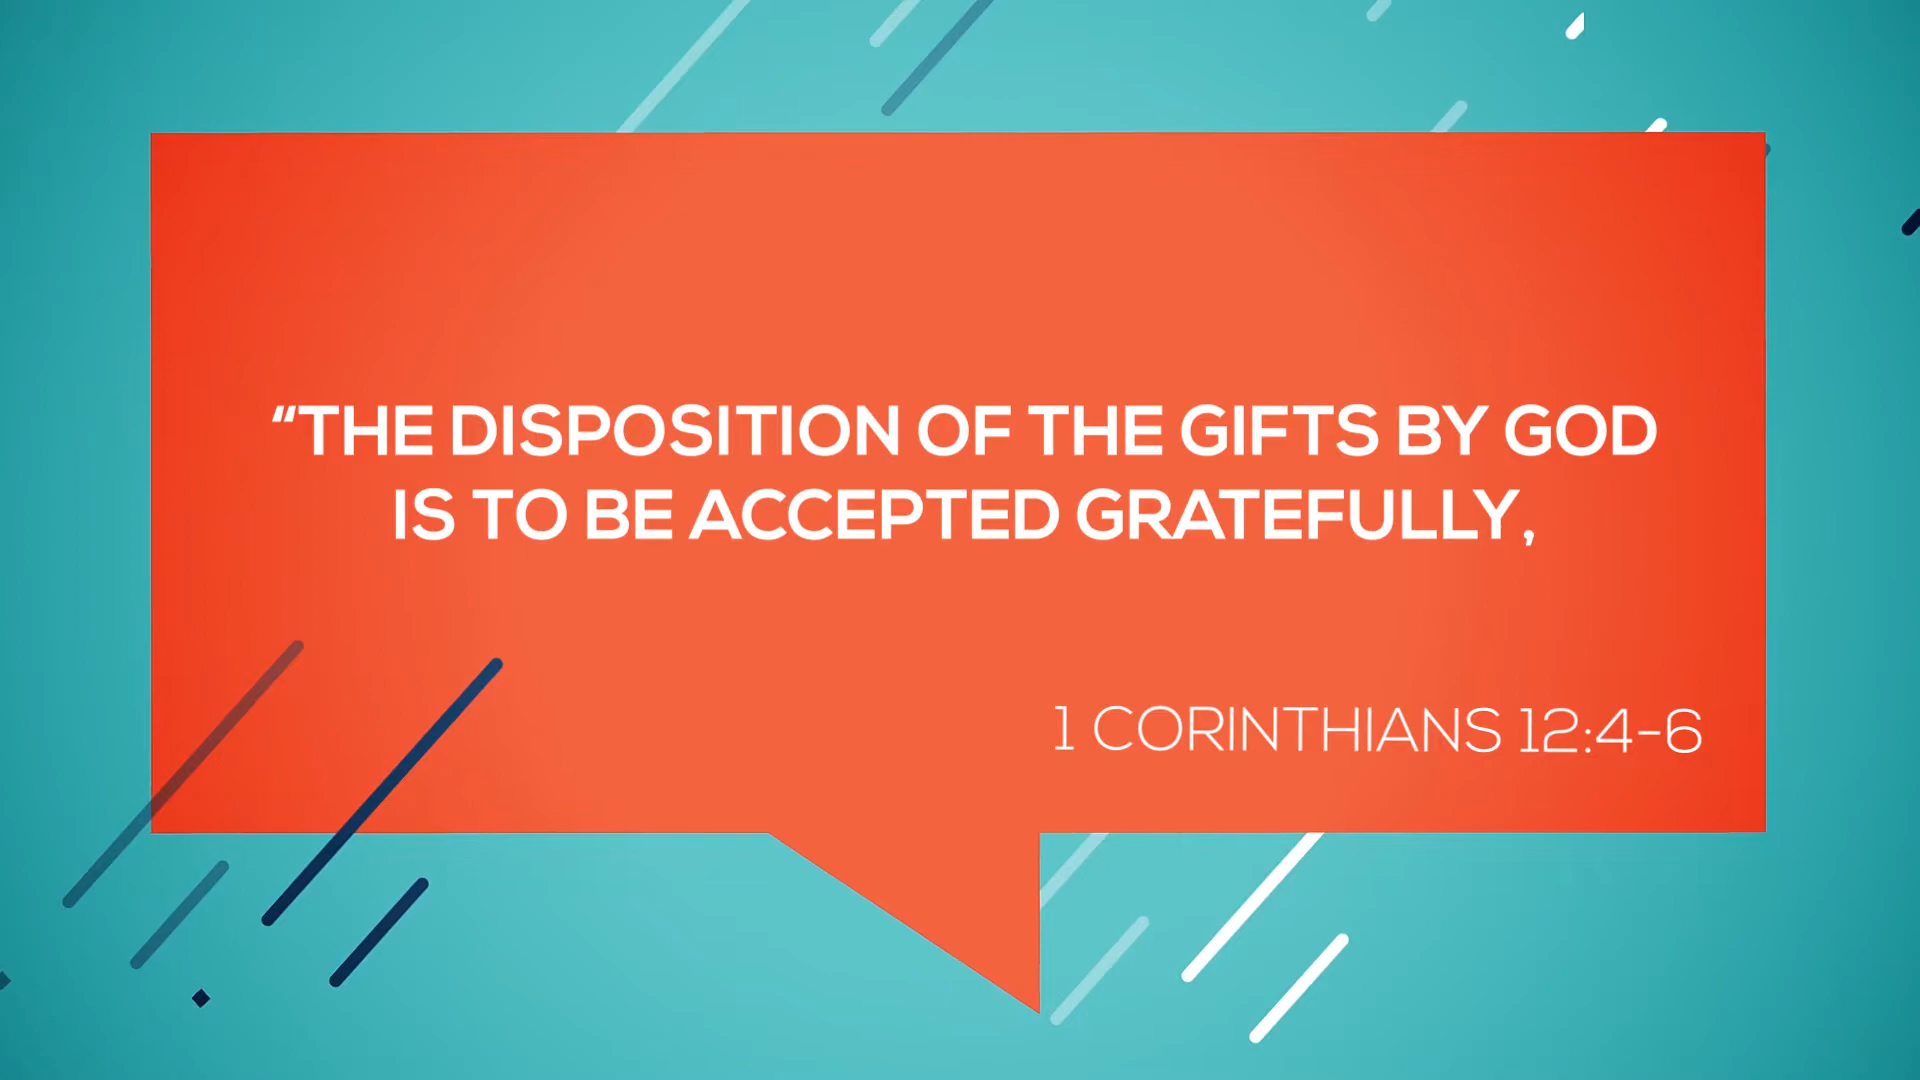 “THE DISPOSITION OF THE GIFTS BY GOD
IS TO BE ACCEPTED GRATEFULLY,
1 CORINTHIANS 12:4-6